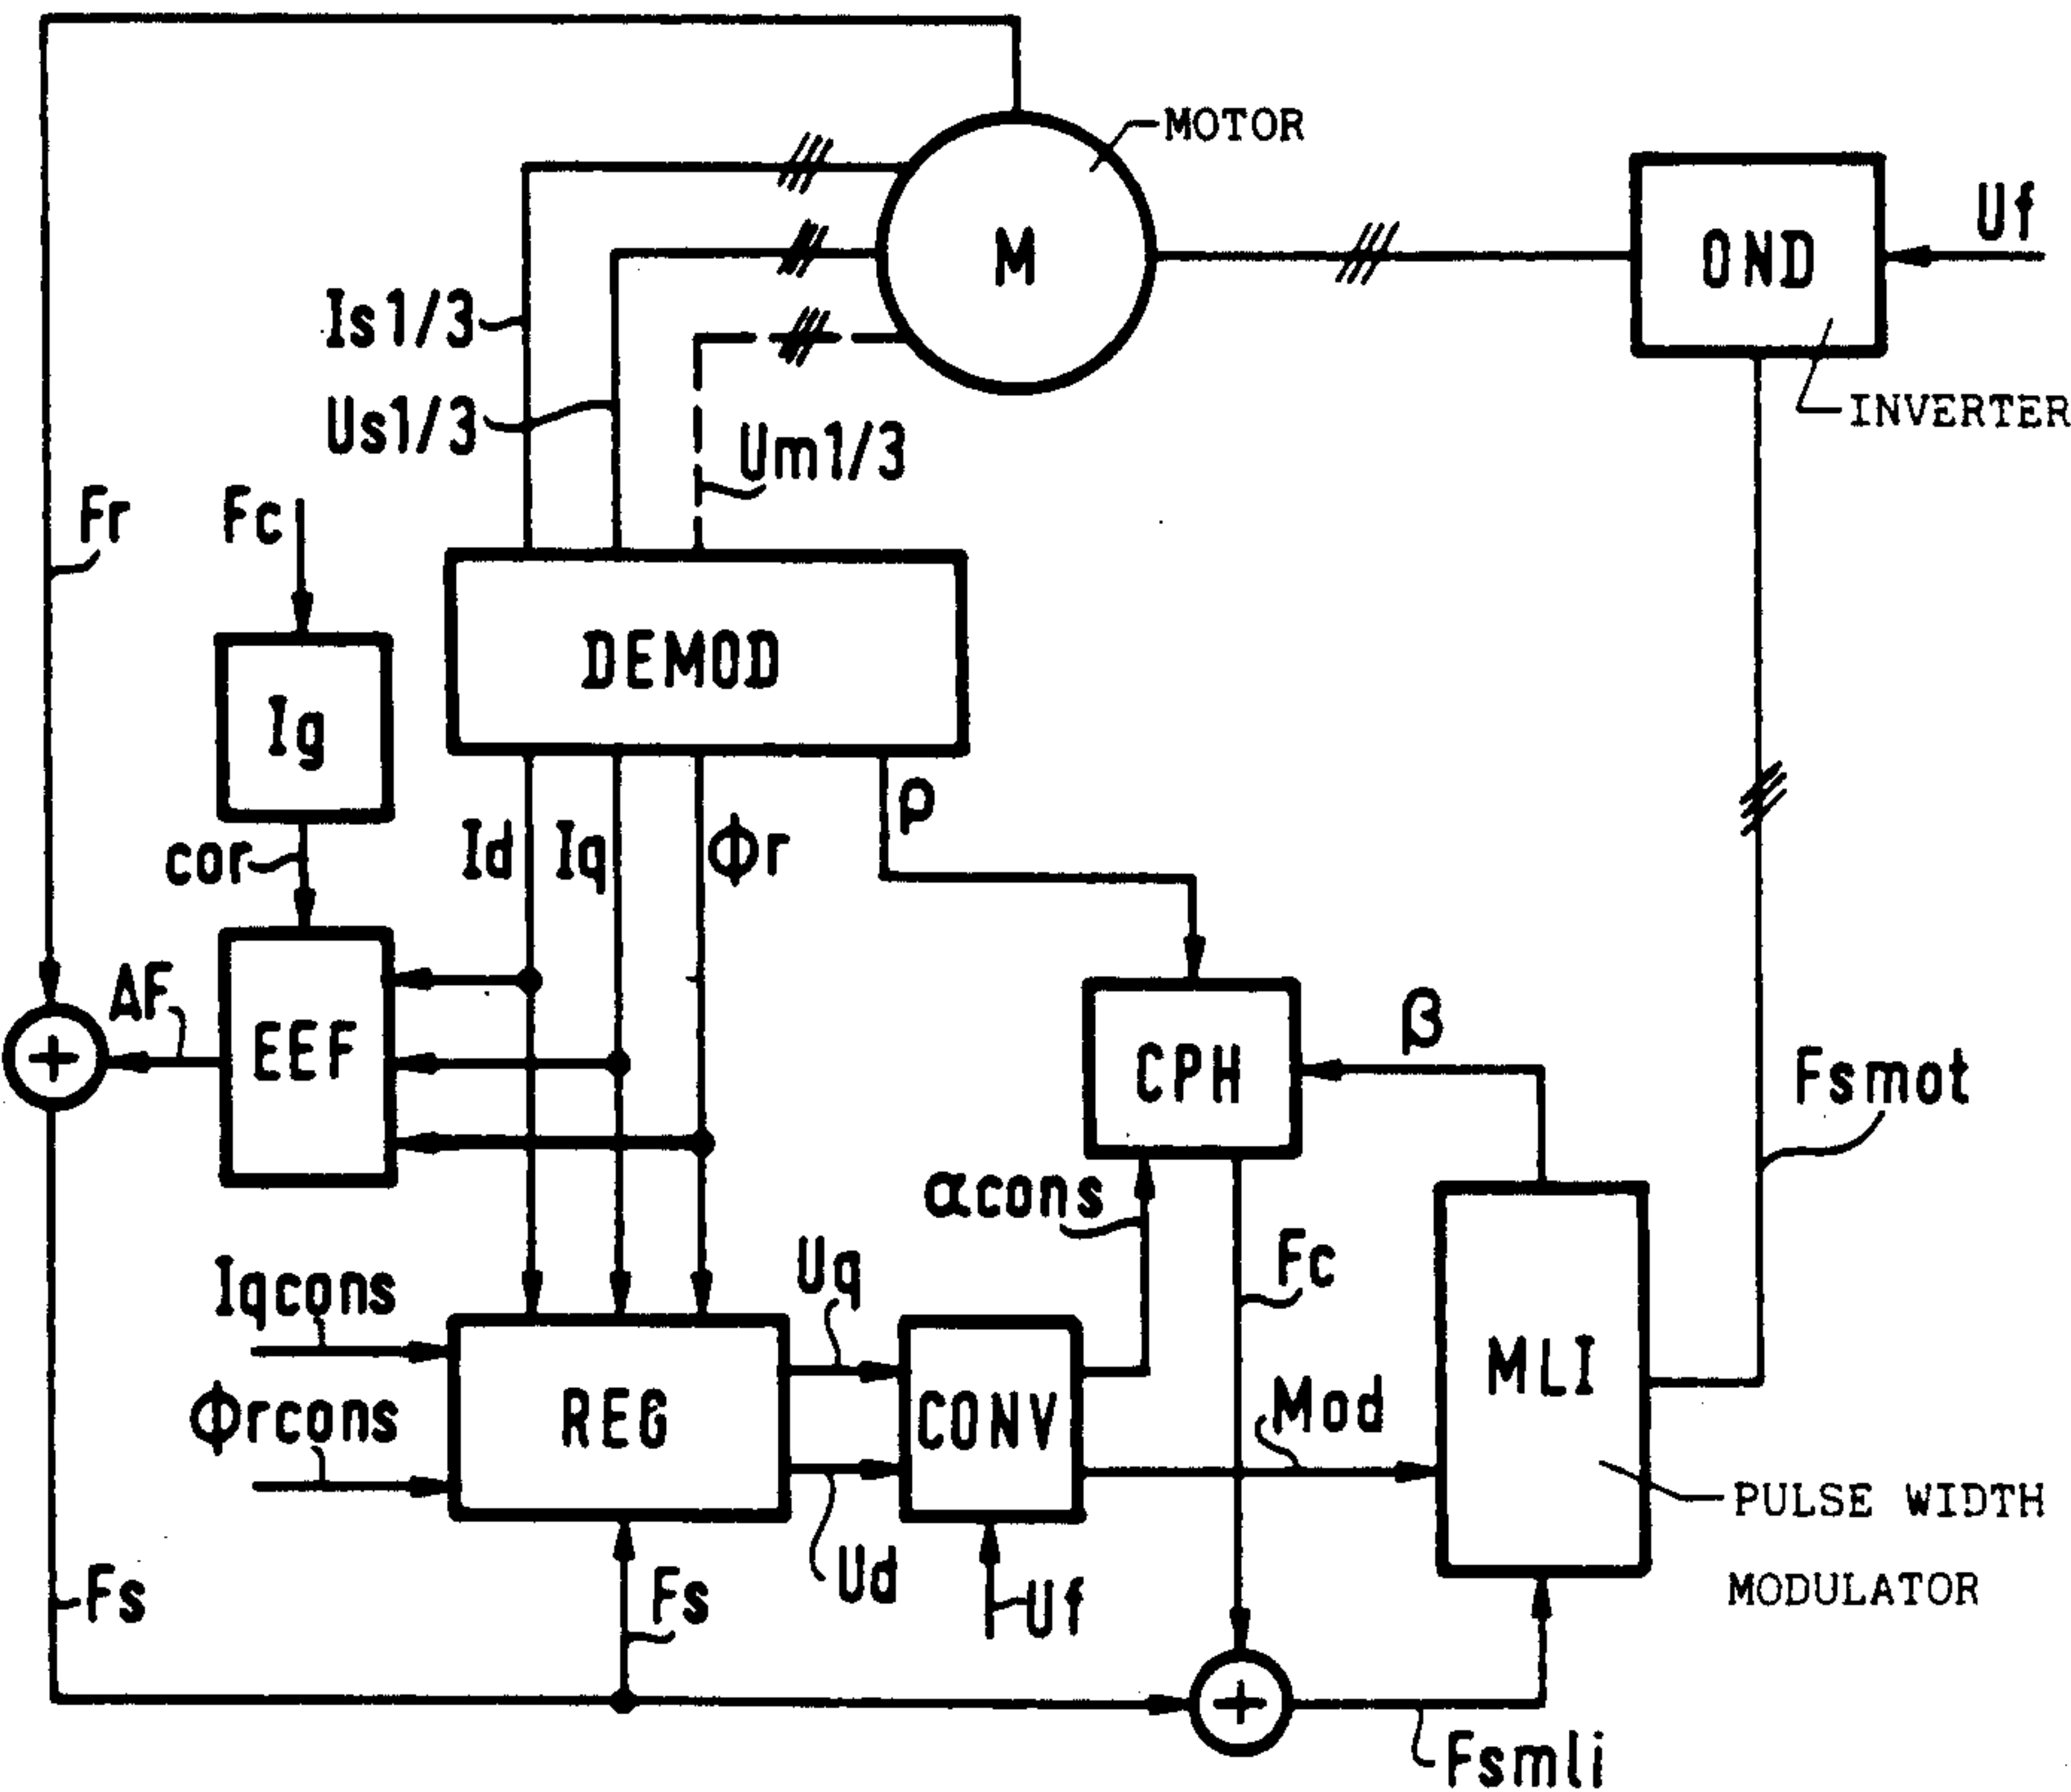 MOTOR
M
OND
Uf
INVERTER
Is1/3
Us1/3
Um1/3
Fr
Fc
DEMOD
Ig
ρ
cor
Id
Iq
Φr
ΔF
EEF
CPH
β
Fsmot
αcons
Uq
Fc
Iqcons
Φrcons
REG
CONV
Mod
MLI
PULSE WIDTH
MODULATOR
Fs
Fs
Ud
Uf
Fsmli
+
+